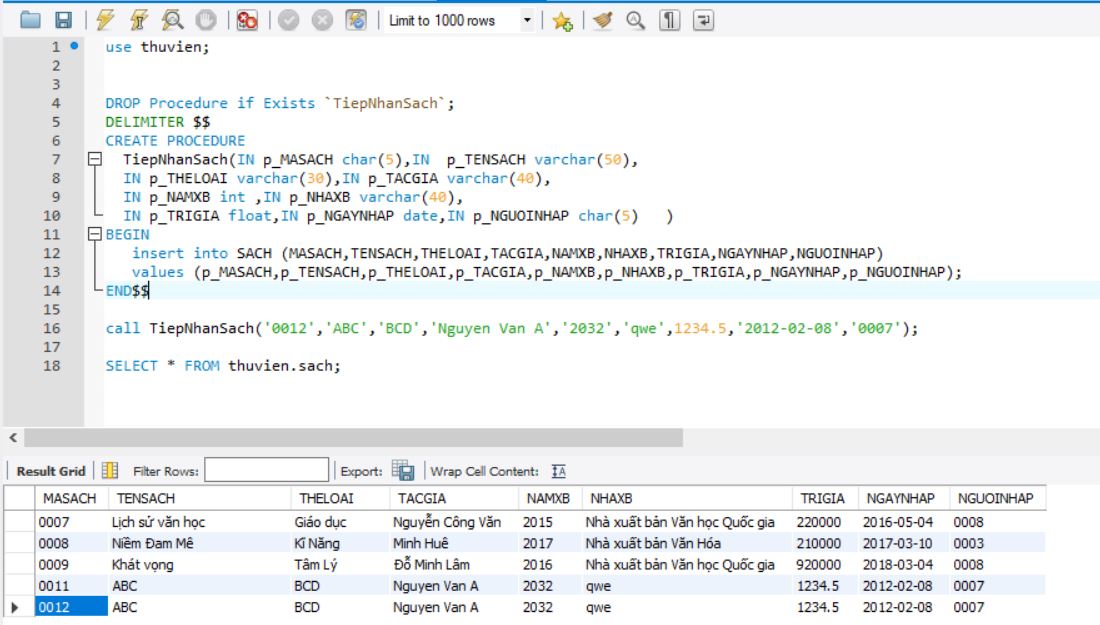 Limit to 1000 rows
1 use thuvien;
2
3
4 DROP Procedure if Exists `TiepNhanSach`;
5 DELIMITER $$
6 CREATE PROCEDURE
7 TiepNhanSach(IN p_MASACH char(5),IN p_TENSACH varchar(50),
8 IN p_THELOAI varchar(30),IN p_TACGIA varchar(40),
9 IN p_NAMXB int ,IN p_NHAXB varchar(40),
10 IN p_TRIGIA float,IN p_NGAYNHAP date,IN p_NGUOINHAP char(5) )
11 BEGIN
12 insert into SACH (MASACH,TENSACH,THELOAI,TACGIA,NAMXB,NHAXB,TRIGIA,NGAYNHAP,NGUOINHAP)
13 values (p_MASACH,p_TENSACH,p_THELOAI,p_TACGIA,p_NAMXB,p_NHAXB,p_TRIGIA,p_NGAYNHAP,p_NGUOINHAP);
14 END$$
15
16 call TiepNhanSach('0012','ABC','BCD','Nguyen Van A','2032','qwe',1234.5,'2012-02-08','0007');
17
18 SELECT * FROM thuvien.sach;
Result Grid Filter Rows: Export: Wrap Cell Content: IA
MASACH TENSACH THELOAI TACGIA NAMXB NHAXB TRIGIA NGAYNHAP NGUOINHAP
0007 Lịch sử văn học Giáo dục Nguyễn Công Văn 2015 Nhà xuất bản Văn học Quốc gia 220000 2016-05-04 0008
0008 Niềm Đam Mê Kĩ Năng Minh Huê 2017 Nhà xuất bản Văn Hóa 210000 2017-03-10 0003
0009 Khát vọng Tâm Lý Đỗ Minh Lâm 2016 Nhà xuất bản Văn học Quốc gia 920000 2018-03-04 0008
0011 ABC BCD Nguyen Van A 2032 qwe 1234.5 2012-02-08 0007
0012 ABC BCD Nguyen Van A 2032 qwe 1234.5 2012-02-08 0007